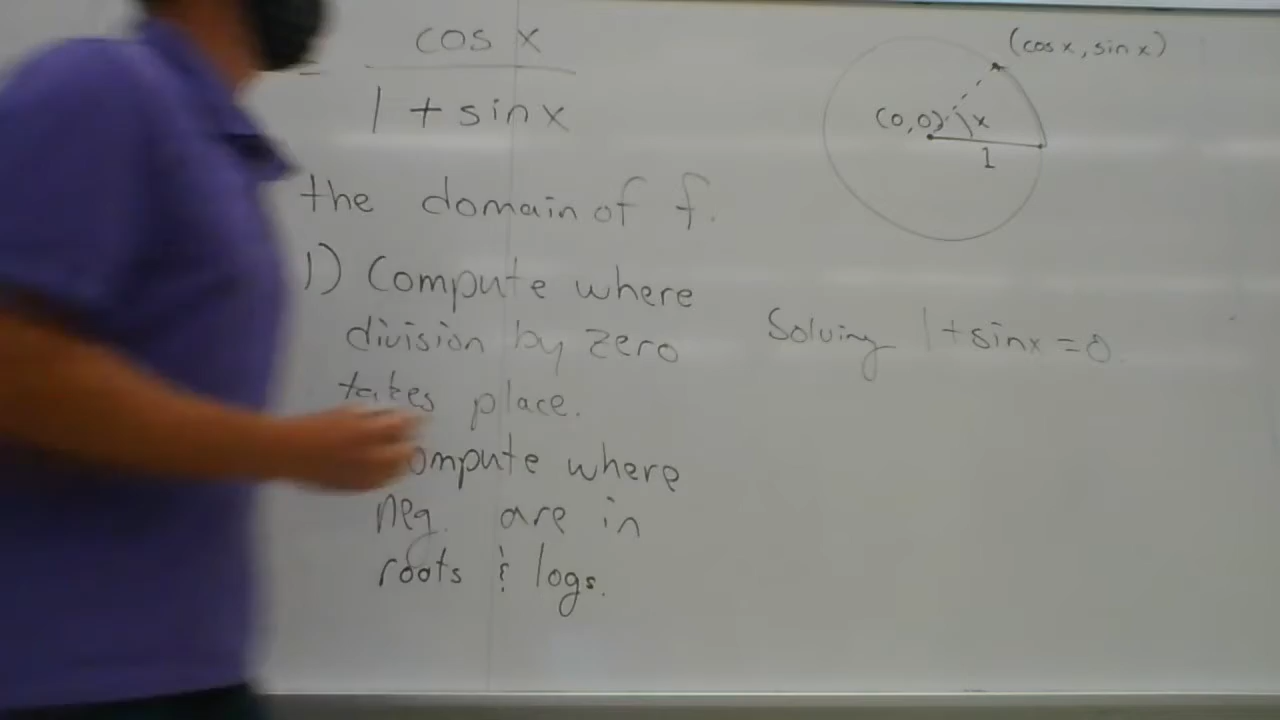 = cos x
1 + sin x
the domain of f.
1) Compute where
division by zero
takes place.
ompute where
neg. are in
roots & logs.
(cos x, sin x)
(0,0) x
1
Solving 1 + sin x = 0